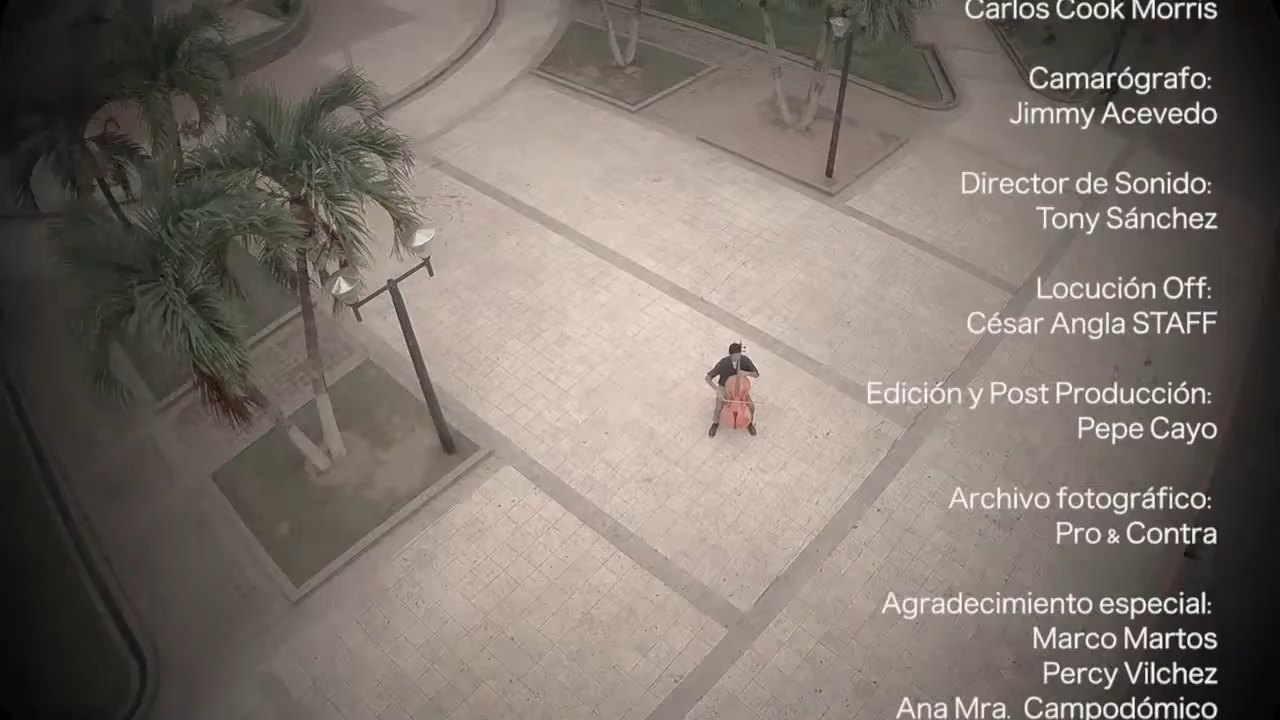 Carlos Cook Morris
Camarógrafo:
Jimmy Acevedo
Director de Sonido:
Tony Sánchez
Locución Off:
César Angla STAFF
Edición y Post Producción:
Pepe Cayo
Archivo fotográfico:
Pro & Contra
Agradecimiento especial:
Marco Martos
Percy Vilchez
Ana Mra. Campodómico